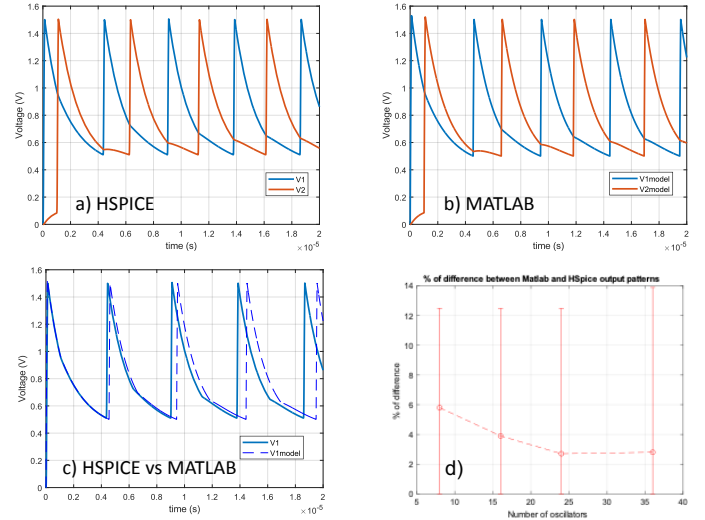 1.6
1.4
1.2
1
0.8
0.6
0.4
0.2
0
Voltage (V)
V1
V2
a) HSPICE
0 0.2 0.4 0.6 0.8 1 1.2 1.4 1.6 1.8 2
time (s)
× 10⁻⁵
1.6
1.4
1.2
1
0.8
0.6
0.4
0.2
0
Voltage (V)
V1model
V2model
b) MATLAB
0 0.2 0.4 0.6 0.8 1 1.2 1.4 1.6 1.8 2
time (s)
× 10⁻⁵
1.6
1.4
1.2
1
0.8
0.6
0.4
0.2
0
Voltage (V)
V1
V1model
c) HSPICE vs MATLAB
0 0.2 0.4 0.6 0.8 1 1.2 1.4 1.6 1.8 2
time (s)
× 10⁻⁵
% of difference between Matlab and HSpice output patterns
14
12
10
8
6
4
2
0
% of difference
d)
5 10 15 20 25 30 35 40
Number of oscillators